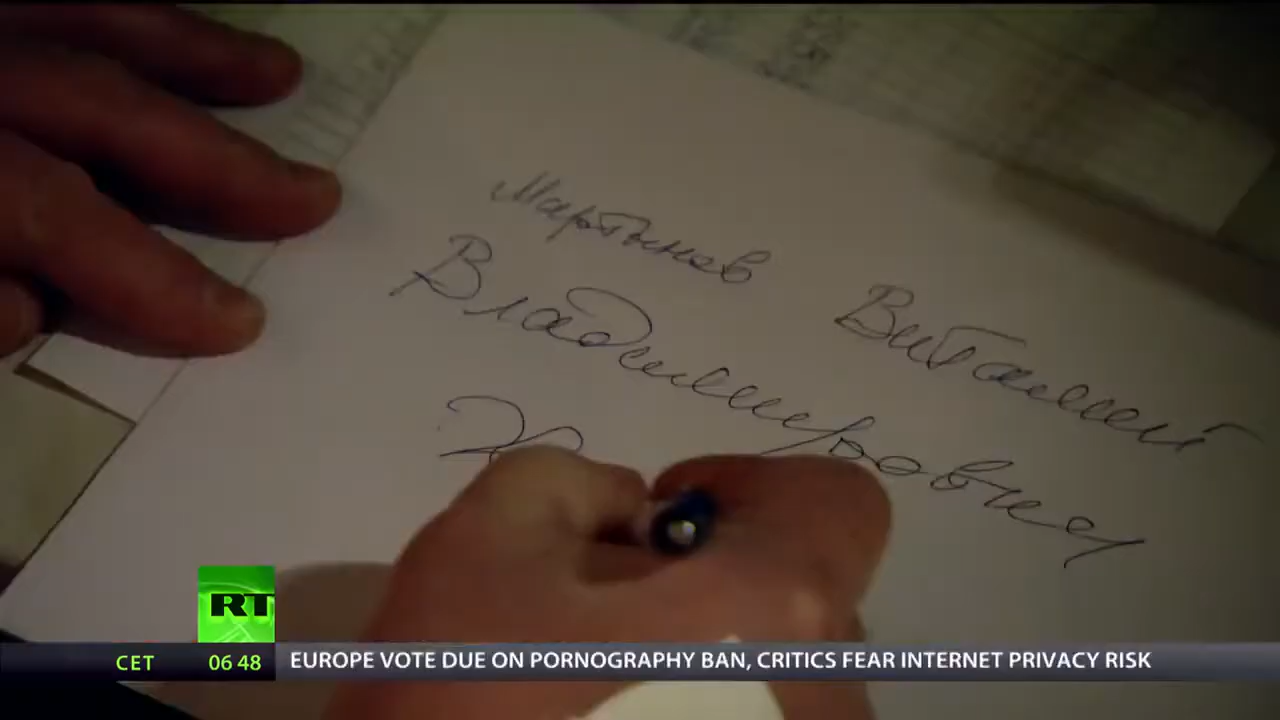 Мартынов Виталий
Владимирович
RT
CET 06 48 EUROPE VOTE DUE ON PORNOGRAPHY BAN, CRITICS FEAR INTERNET PRIVACY RISK